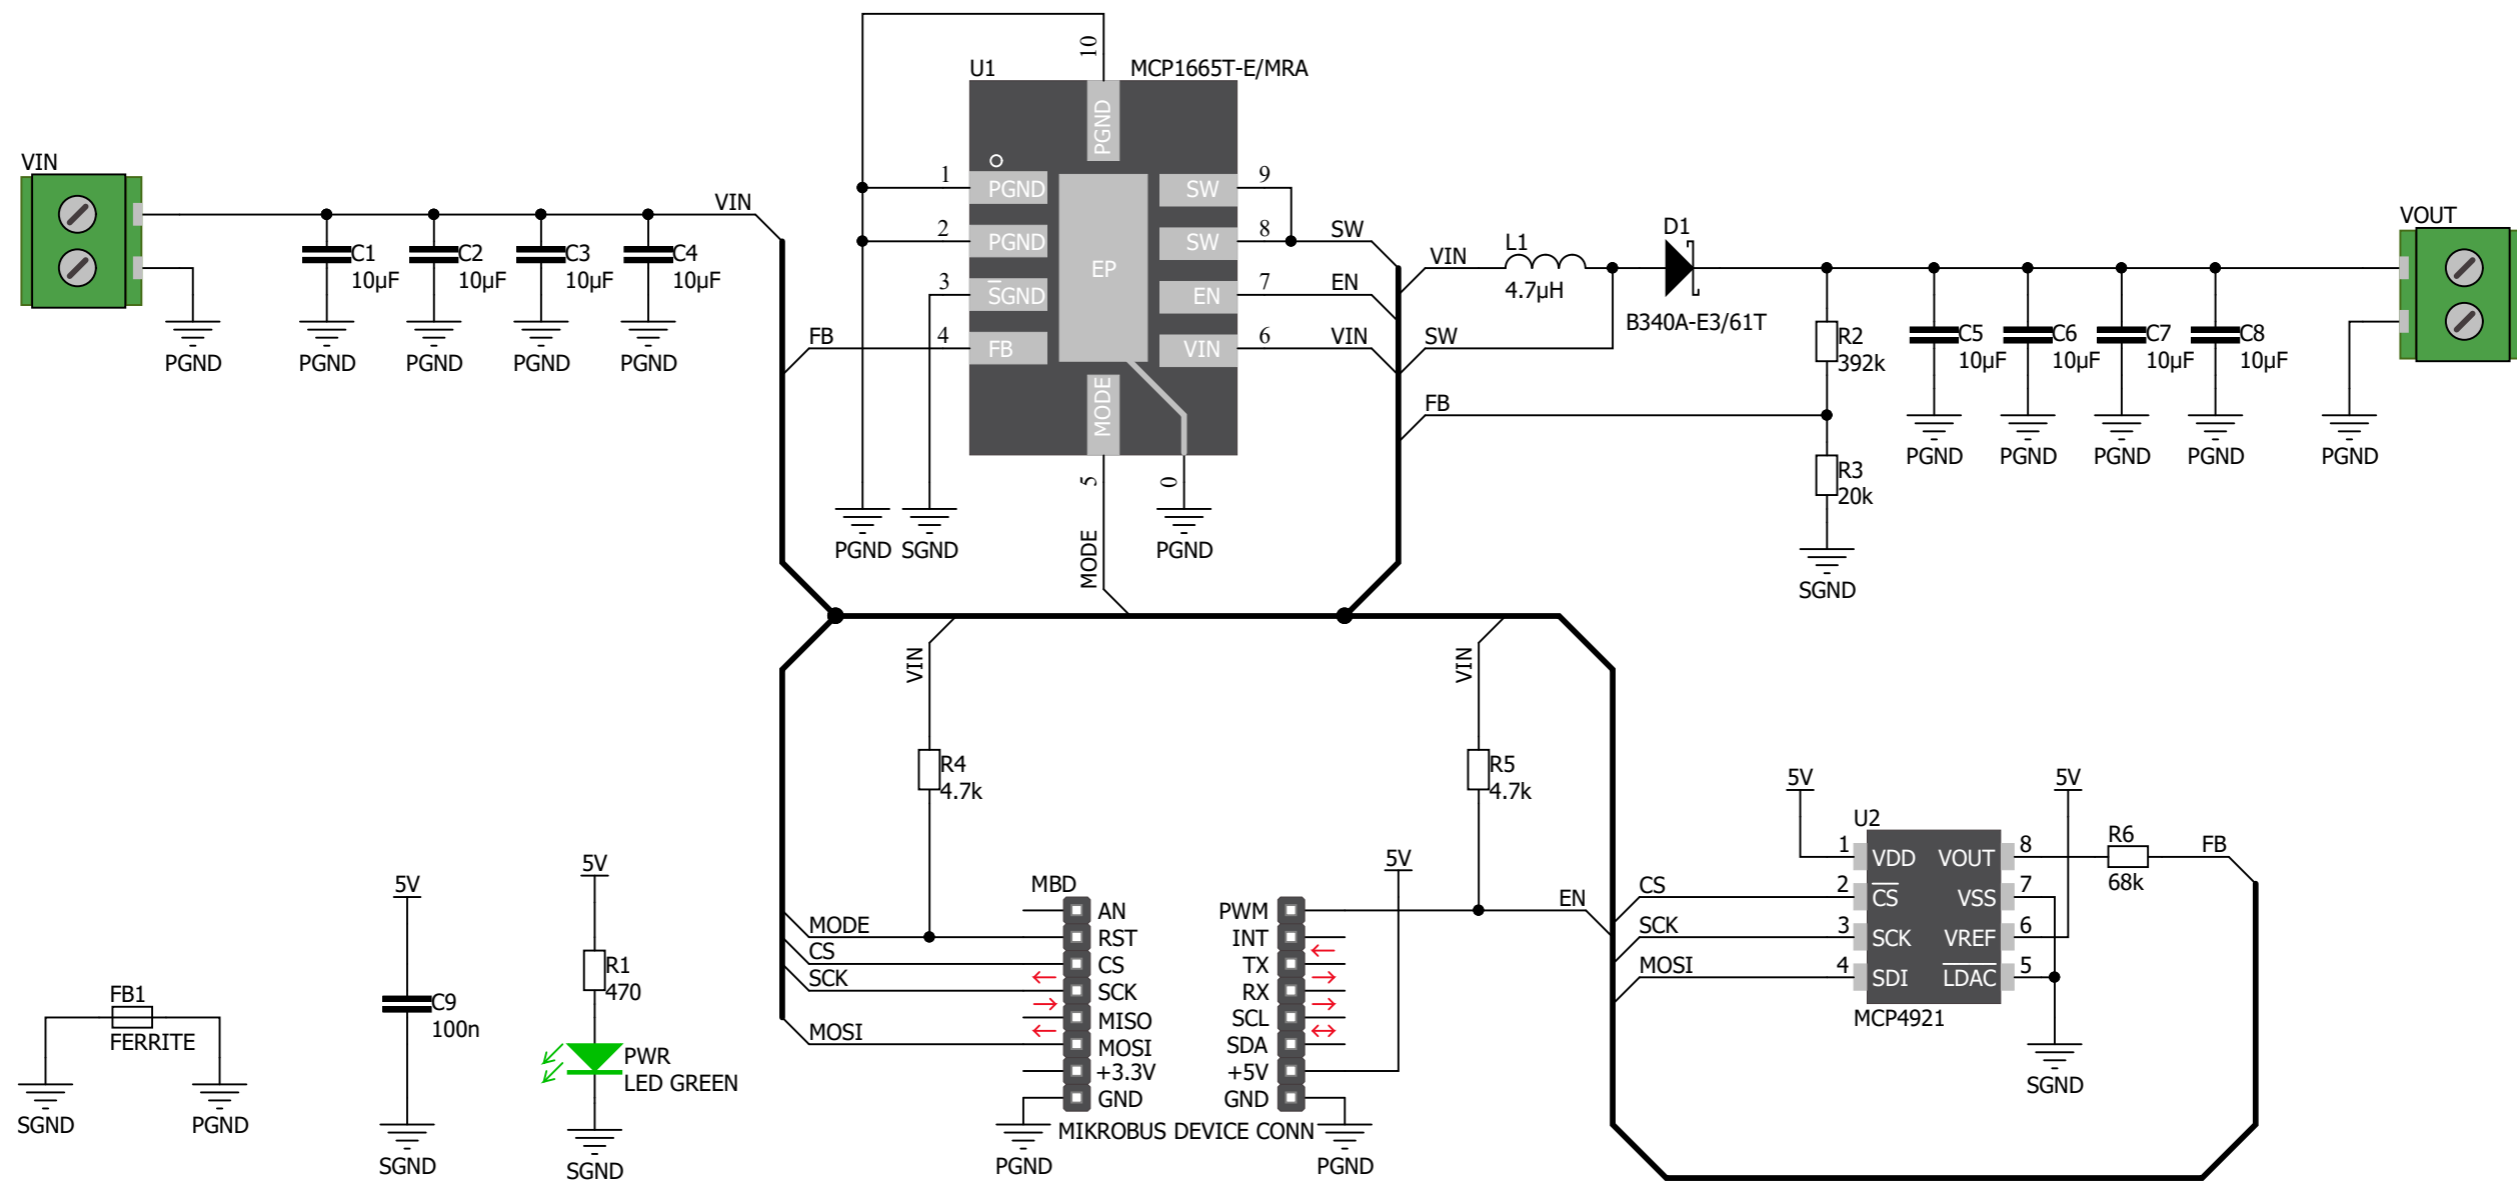 10
U1 MCP1665T-E/MRA
PGND
VIN
VIN
1 PGND
2 PGND
3 SGND
4 FB
EP
SW 9
SW 8
EN 7
VIN 6
MODE
5
0
SW
EN
VIN
FB
C1
10µF
C2
10µF
C3
10µF
C4
10µF
PGND
PGND
PGND
PGND
PGND
PGND
SGND
PGND
MODE
VIN
L1
4.7µH
D1
B340A-E3/61T
SW
FB
R2
392k
R3
20k
SGND
C5
10µF
C6
10µF
C7
10µF
C8
10µF
PGND
PGND
PGND
PGND
PGND
VOUT
VIN
R4
4.7k
VIN
R5
4.7k
FB1
FERRITE
SGND
PGND
5V
C9
100n
SGND
5V
R1
470
PWR
LED GREEN
SGND
MODE
CS
SCK
MOSI
MBD
AN
RST
CS
SCK
MISO
MOSI
+3.3V
GND
PWM
INT
TX
RX
SCL
SDA
+5V
GND
5V
EN
MIKROBUS DEVICE CONN
PGND
PGND
CS
SCK
MOSI
5V
5V
U2
1 VDD VOUT 8
2 CS VSS 7
3 SCK VREF 6
4 SDI LDAC 5
MCP4921
R6
68k
FB
SGND